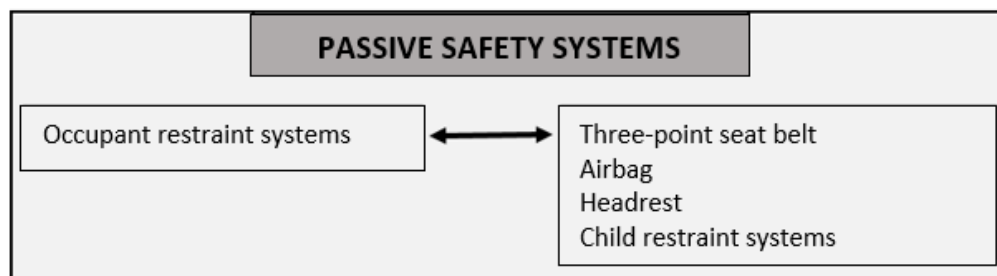 PASSIVE SAFETY SYSTEMS
Occupant restraint systems
Three-point seat belt
Airbag
Headrest
Child restraint systems